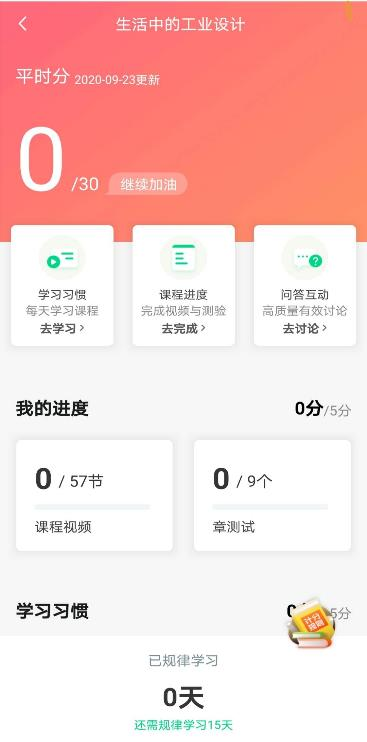 生活中的工业设计
平时分 2020-09-23更新
0 /30 继续加油
学习习惯
每天学习课程
去学习 >
课程进度
完成视频与测验
去完成 >
问答互动
高质量有效讨论
去讨论 >
我的进度 0分/5分
0 / 57节
课程视频
0 / 9个
章测试
学习习惯 5分
计分
规则
已规律学习
0天
还需规律学习15天